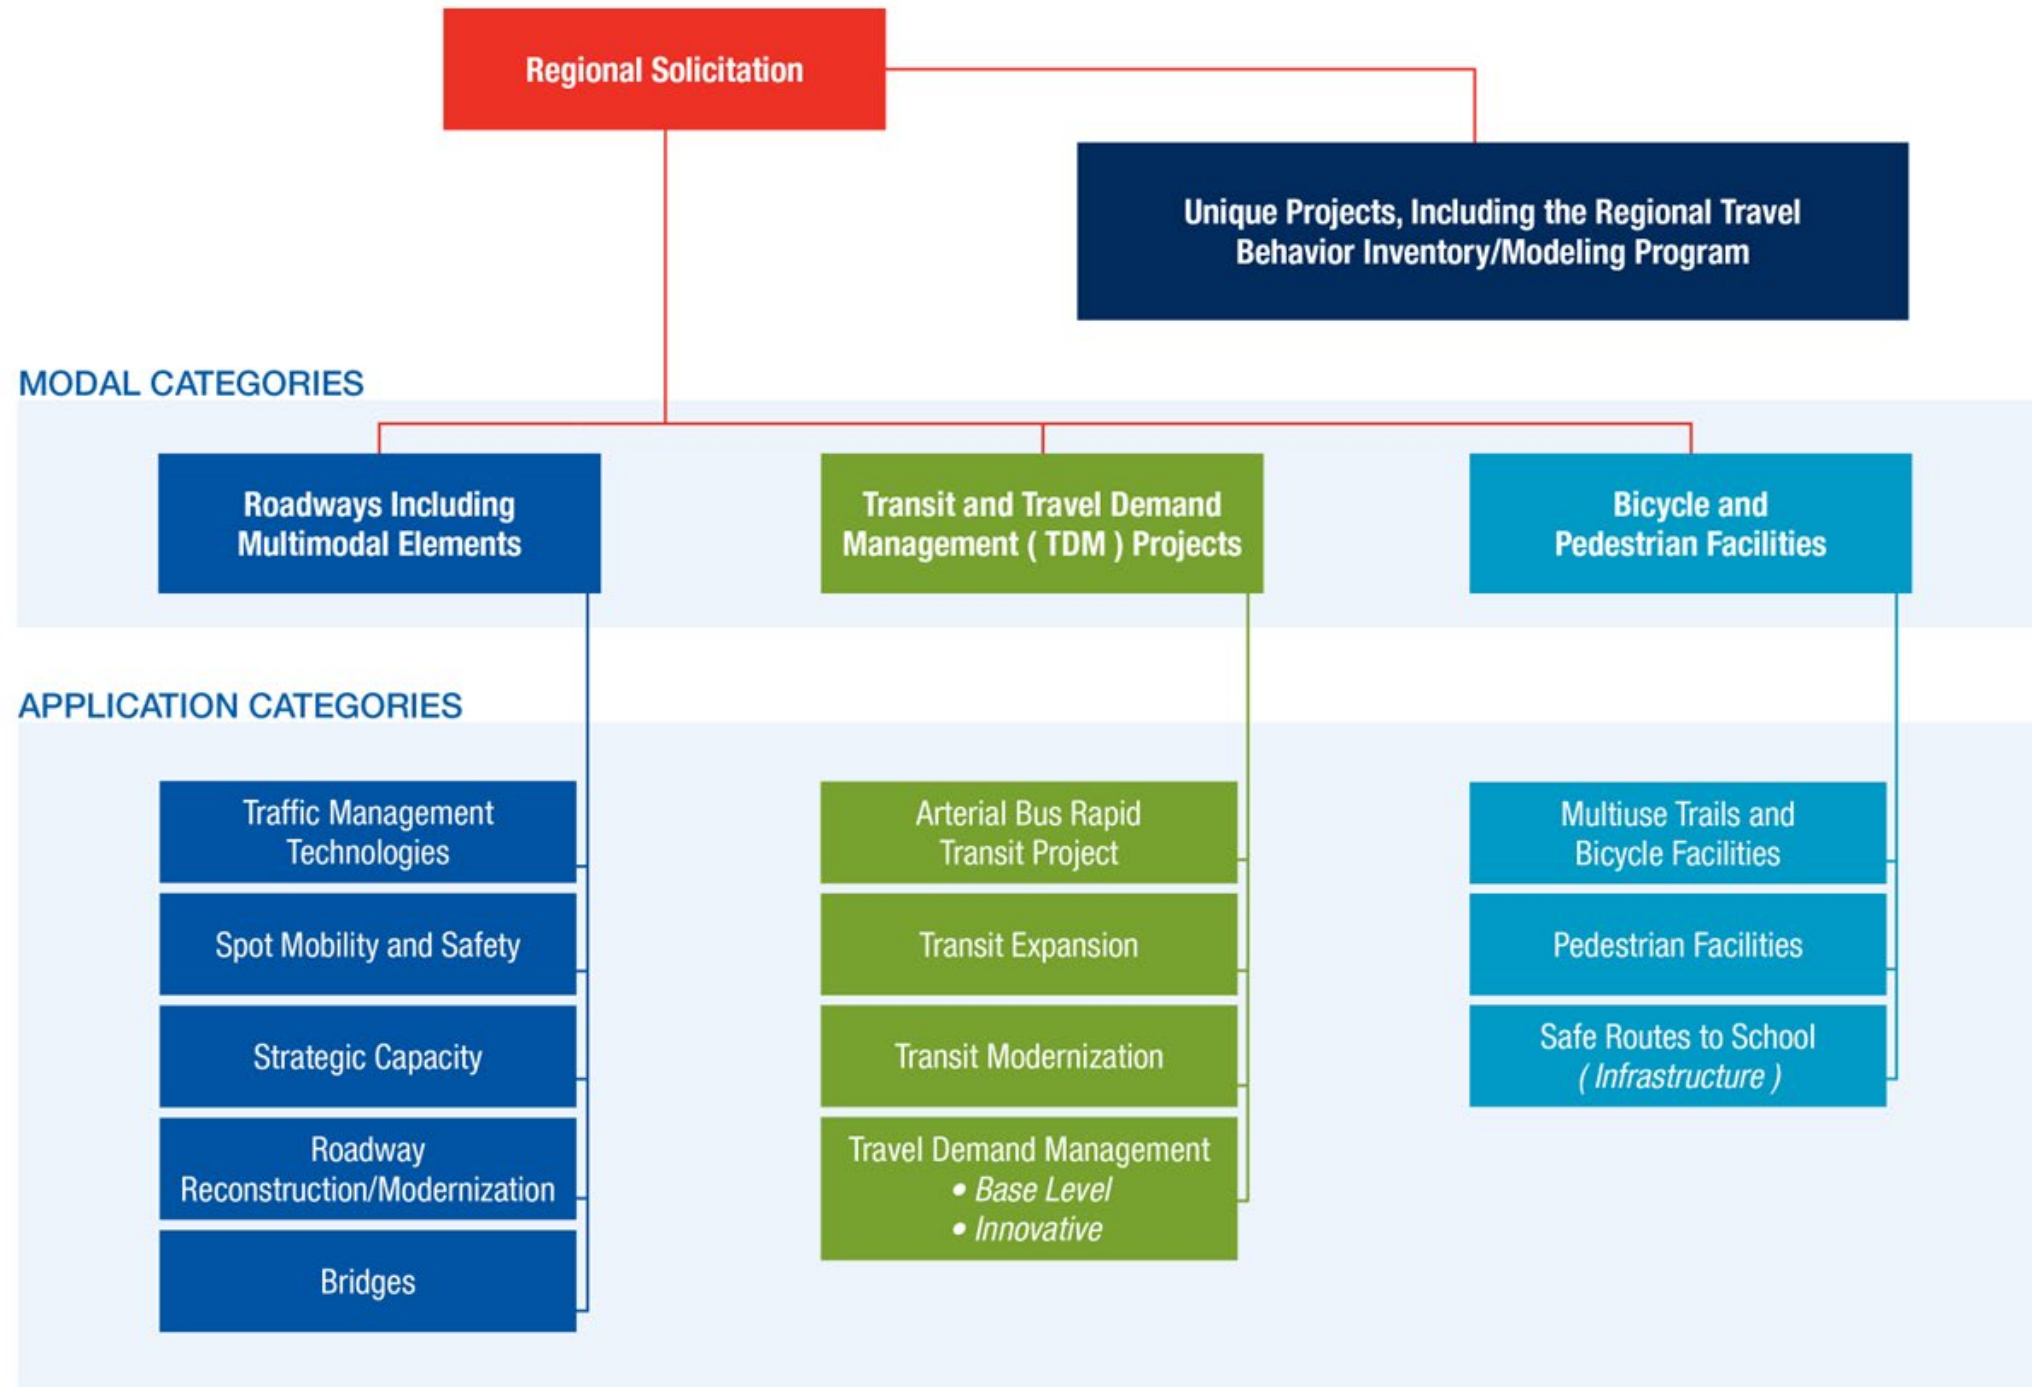 Regional Solicitation
Unique Projects, Including the Regional Travel
Behavior Inventory/Modeling Program
MODAL CATEGORIES
Roadways Including
Multimodal Elements
Transit and Travel Demand
Management ( TDM ) Projects
Bicycle and
Pedestrian Facilities
APPLICATION CATEGORIES
Traffic Management
Technologies
Spot Mobility and Safety
Strategic Capacity
Roadway
Reconstruction/Modernization
Bridges
Arterial Bus Rapid
Transit Project
Transit Expansion
Transit Modernization
Travel Demand Management
• Base Level
• Innovative
Multiuse Trails and
Bicycle Facilities
Pedestrian Facilities
Safe Routes to School
( Infrastructure )